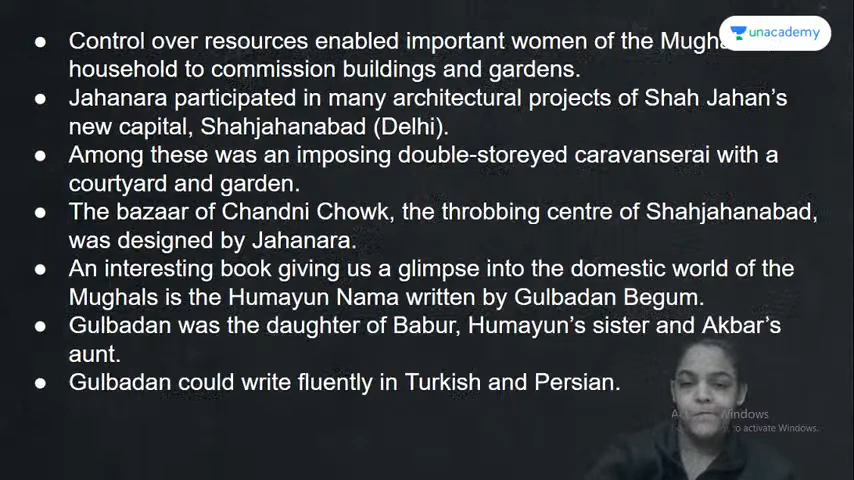 unacademy
● Control over resources enabled important women of the
household to commission buildings and gardens.
● Jahanara participated in many architectural projects of Shah Jahan's
new capital, Shahjahanabad (Delhi).
● Among these was an imposing double-storeyed caravanserai with a
courtyard and garden.
● The bazaar of Chandni Chowk, the throbbing centre of Shahjahanabad,
was designed by Jahanara.
● An interesting book giving us a glimpse into the domestic world of the
Mughals is the Humayun Nama written by Gulbadan Begum.
● Gulbadan was the daughter of Babur, Humayun's sister and Akbar's
aunt.
● Gulbadan could write fluently in Turkish and Persian.
Windows
to activate Windows.